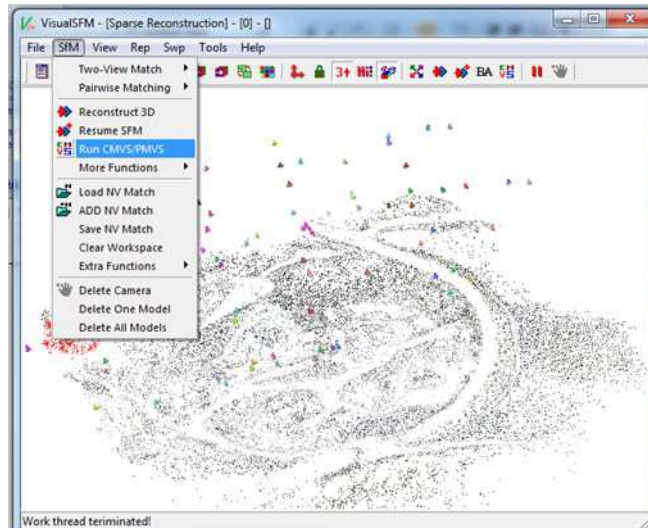 VisualSFM - [Sparse Reconstruction] - [0] - []
File SfM View Rep Swp Tools Help
3+ BA
Two-View Match
Pairwise Matching
Reconstruct 3D
Resume SFM
Run CMVS/PMVS
More Functions
Load NV Match
ADD NV Match
Save NV Match
Clear Workspace
Extra Functions
Delete Camera
Delete One Model
Delete All Models
Work thread teriminated!